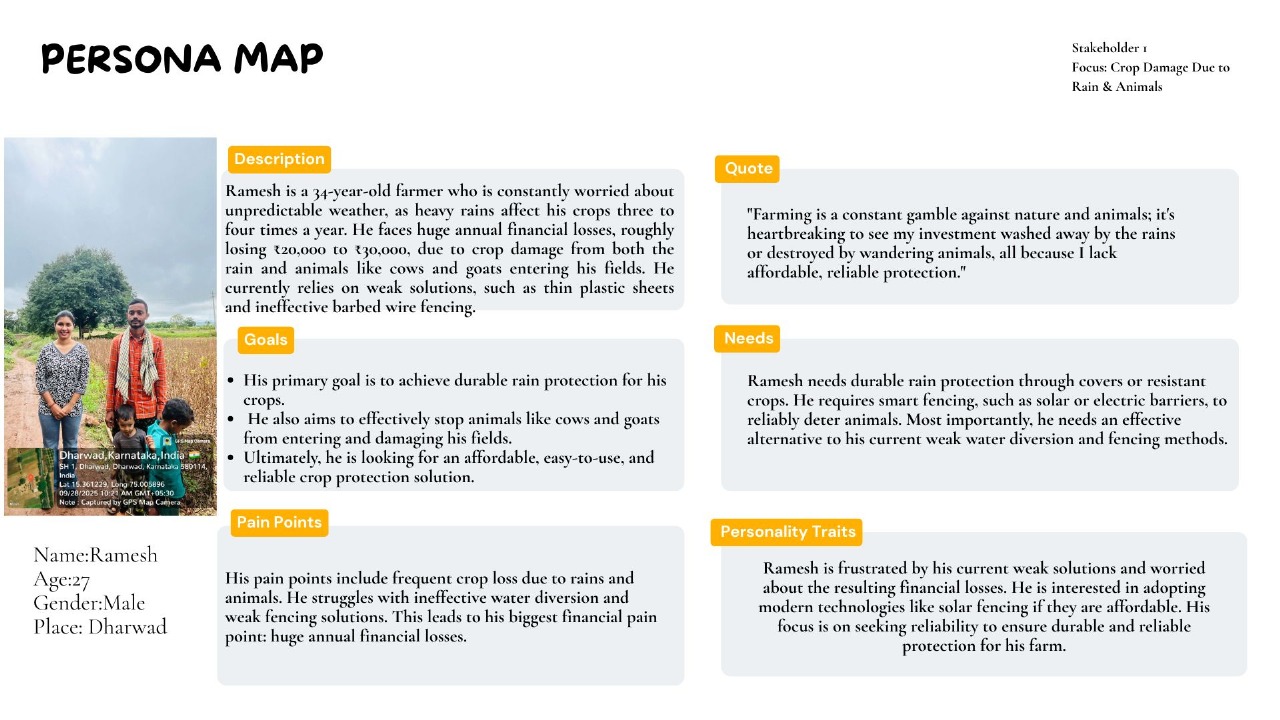 PERSONA MAP
Stakeholder 1
Focus: Crop Damage Due to
Rain & Animals
Description
Ramesh is a 34-year-old farmer who is constantly worried about
unpredictable weather, as heavy rains affect his crops three to
four times a year. He faces huge annual financial losses, roughly
losing ₹20,000 to ₹30,000, due to crop damage from both the
rain and animals like cows and goats entering his fields. He
currently relies on weak solutions, such as thin plastic sheets
and ineffective barbed wire fencing.
Quote
"Farming is a constant gamble against nature and animals; it's
heartbreaking to see my investment washed away by the rains
or destroyed by wandering animals, all because I lack
affordable, reliable protection."
Goals
• His primary goal is to achieve durable rain protection for his
crops.
• He also aims to effectively stop animals like cows and goats
from entering and damaging his fields.
• Ultimately, he is looking for an affordable, easy-to-use, and
reliable crop protection solution.
Needs
Ramesh needs durable rain protection through covers or resistant
crops. He requires smart fencing, such as solar or electric barriers, to
reliably deter animals. Most importantly, he needs an effective
alternative to his current weak water diversion and fencing methods.
GPS Map Camera
Dharwad,Karnataka,India
SH 1, Dharwad, Dharwad, Karnataka 580114,
India
Lat 15.361229, Long 75.005896
09/28/2025 10:21 AM GMT+05:30
Note : Captured by GPS Map Camera
Name:Ramesh
Age:27
Gender:Male
Place: Dharwad
Pain Points
His pain points include frequent crop loss due to rains and
animals. He struggles with ineffective water diversion and
weak fencing solutions. This leads to his biggest financial pain
point: huge annual financial losses.
Personality Traits
Ramesh is frustrated by his current weak solutions and worried
about the resulting financial losses. He is interested in adopting
modern technologies like solar fencing if they are affordable. His
focus is on seeking reliability to ensure durable and reliable
protection for his farm.